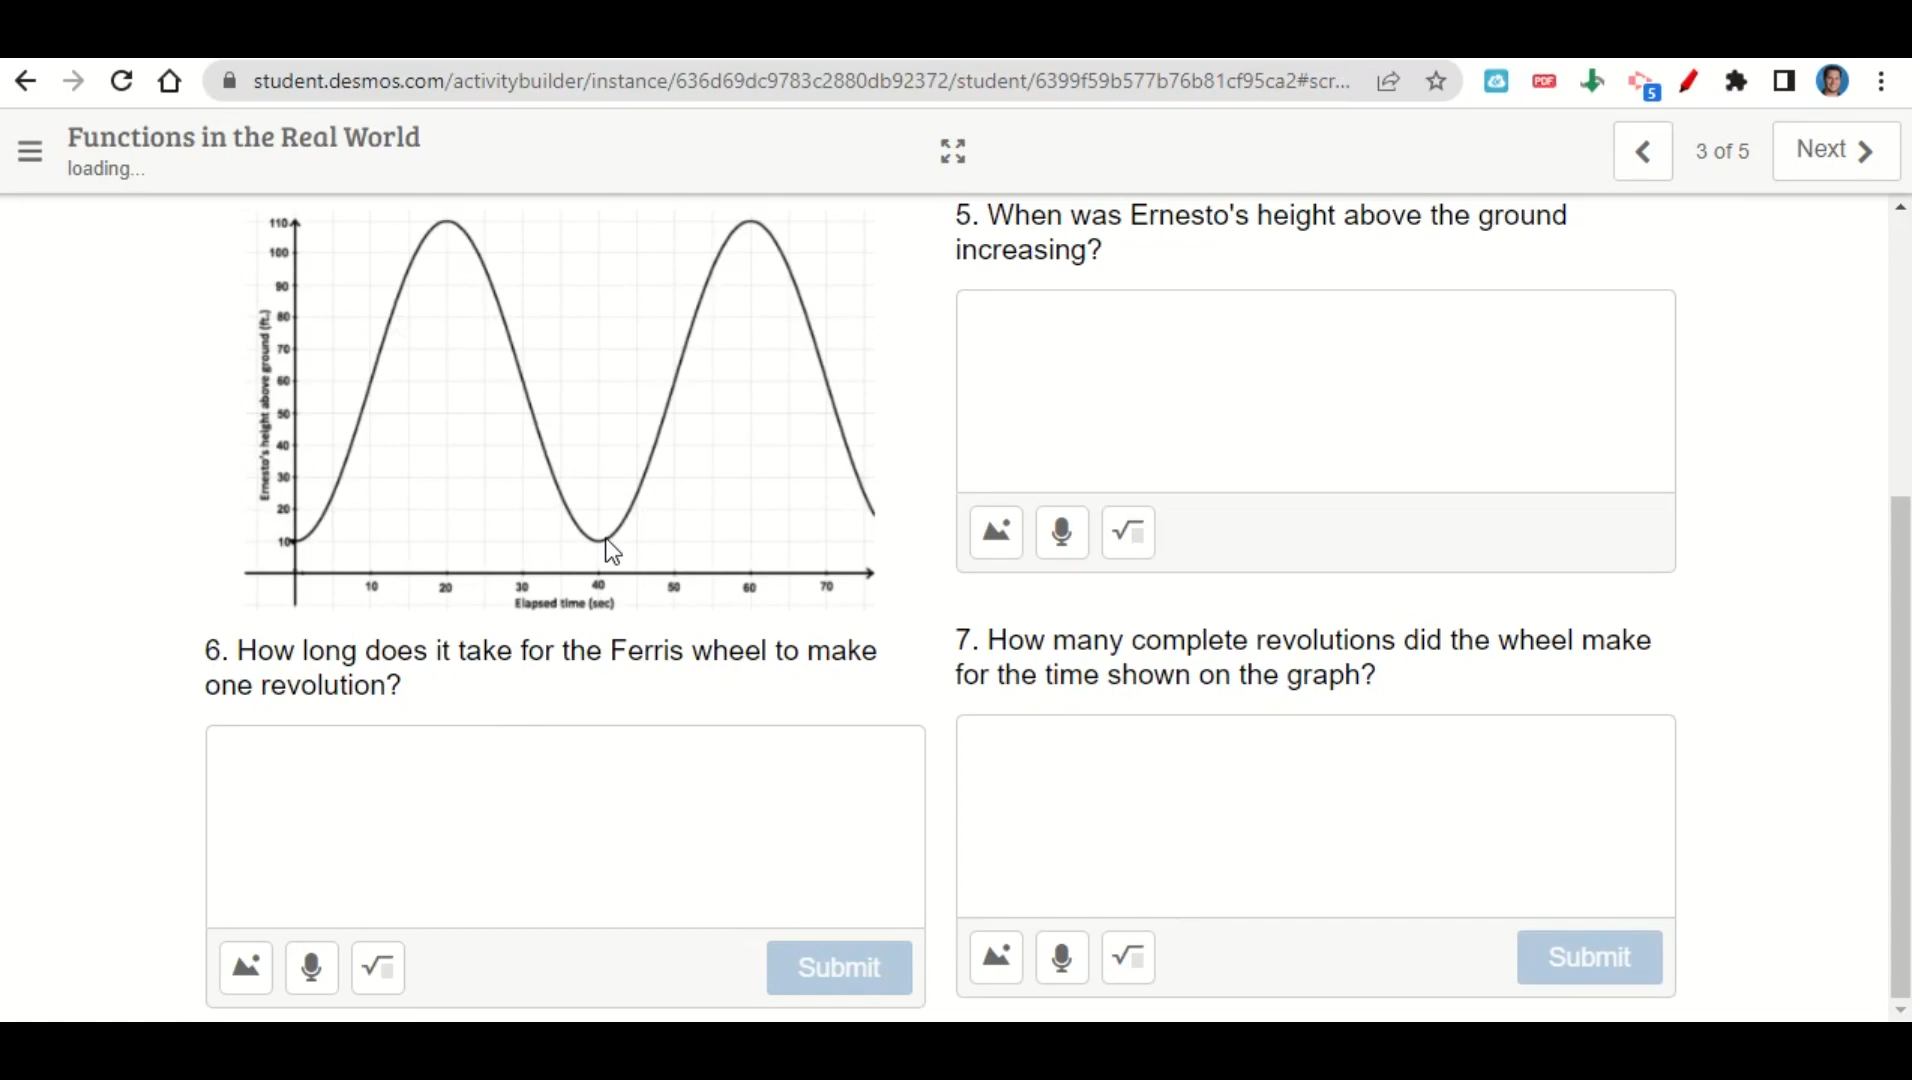 student.desmos.com/activitybuilder/instance/636d69dc9783c2880db92372/student/6399f59b577b76b81cf95ca2#scr...
PDF
5
Functions in the Real World
loading...
3 of 5
Next
110
100
90
80
70
60
50
40
30
20
10
Ernesto's height above ground (ft.)
10
20
30
40
50
60
70
Elapsed time (sec)
5. When was Ernesto's height above the ground
increasing?
6. How long does it take for the Ferris wheel to make
one revolution?
Submit
7. How many complete revolutions did the wheel make
for the time shown on the graph?
Submit